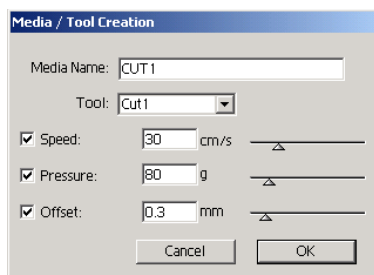 Media / Tool Creation
Media Name: CUT1
Tool: Cut1
Speed: 30 cm/s
Pressure: 80 g
Offset: 0.3 mm
Cancel OK